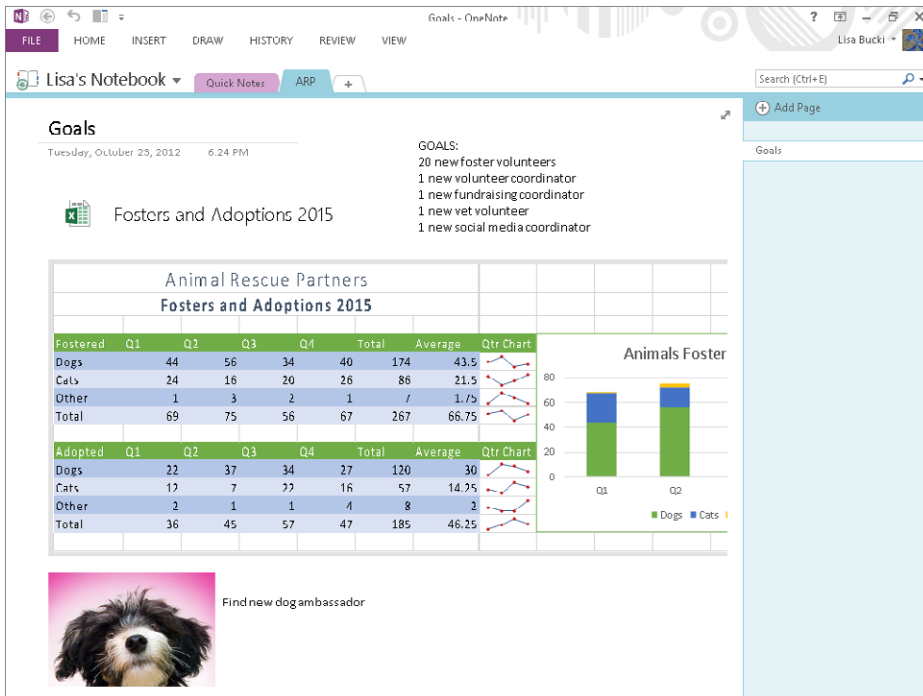 Goals - OneNote
?
Lisa Bucki
FILE HOME INSERT DRAW HISTORY REVIEW VIEW
Lisa's Notebook Quick Notes ARP +
Search (Ctrl+E)
Add Page
Goals
Goals
Tuesday, October 23, 2012 6:24 PM
GOALS:
20 new foster volunteers
1 new volunteer coordinator
1 new fundraising coordinator
1 new vet volunteer
1 new social media coordinator
Fosters and Adoptions 2015
Animal Rescue Partners
Fosters and Adoptions 2015
Fostered Q1 Q2 Q3 Q4 Total Average Qtr Chart
Dogs 44 56 34 40 174 43.5
Cats 24 16 20 26 86 21.5
Other 1 3 2 1 7 1.75
Total 69 75 56 67 267 66.75
Adopted Q1 Q2 Q3 Q4 Total Average Qtr Chart
Dogs 22 37 34 27 120 30
Cats 12 7 22 16 57 14.25
Other 2 1 1 4 8 2
Total 36 45 57 47 185 46.25
Animals Foster
80
60
40
20
0
Q1 Q2
Dogs Cats
Find new dog ambassador